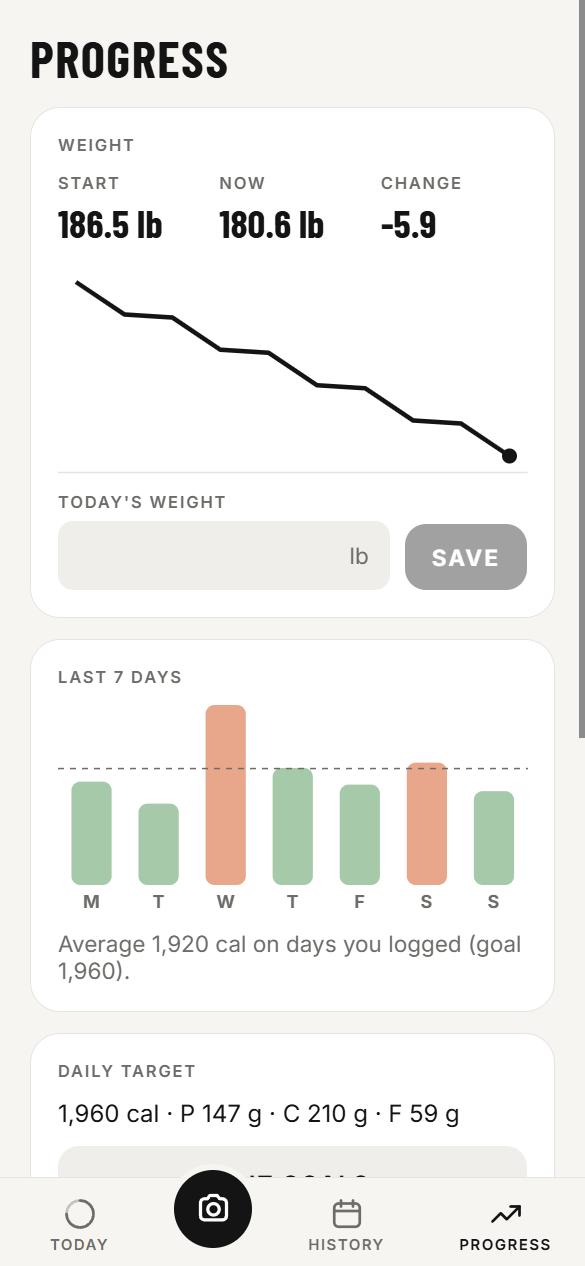 PROGRESS
WEIGHT
START NOW CHANGE
186.5 lb 180.6 lb -5.9
TODAY'S WEIGHT
lb SAVE
LAST 7 DAYS
M T W T F S S
Average 1,920 cal on days you logged (goal
1,960).
DAILY TARGET
1,960 cal · P 147 g · C 210 g · F 59 g
TODAY HISTORY PROGRESS